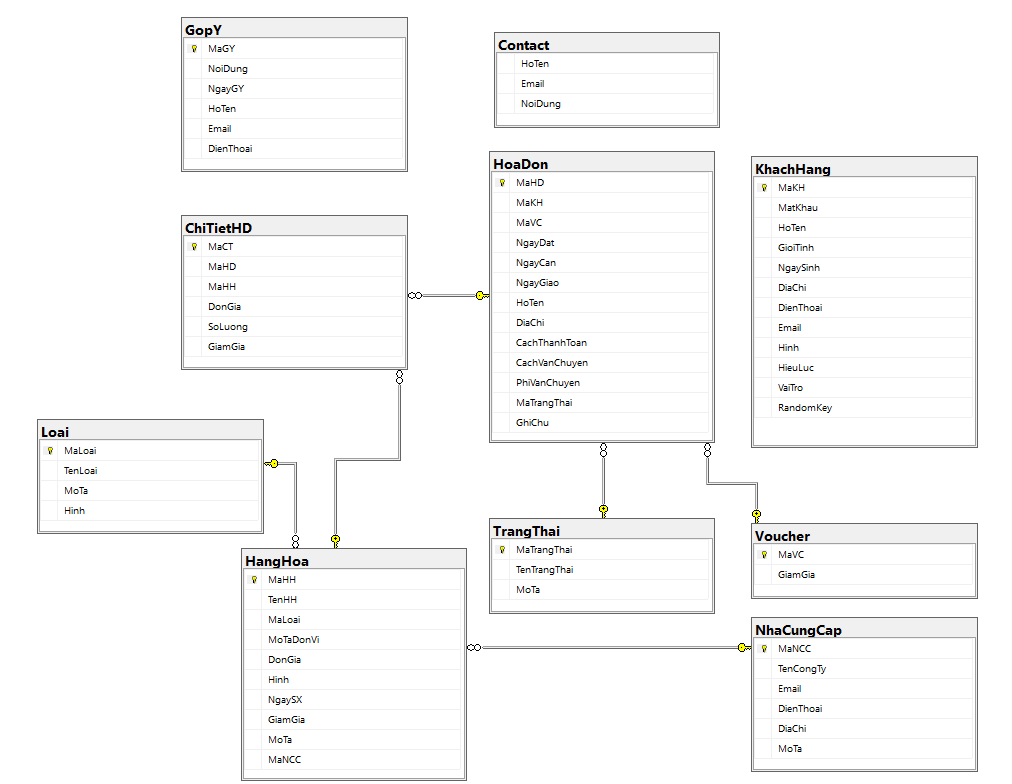 GopY
MaGY
NoiDung
NgayGY
HoTen
Email
DienThoai
Contact
HoTen
Email
NoiDung
HoaDon
MaHD
MaKH
MaVC
NgayDat
NgayCan
NgayGiao
HoTen
DiaChi
CachThanhToan
CachVanChuyen
PhiVanChuyen
MaTrangThai
GhiChu
KhachHang
MaKH
MatKhau
HoTen
GioiTinh
NgaySinh
DiaChi
DienThoai
Email
Hinh
HieuLuc
VaiTro
RandomKey
ChiTietHD
MaCT
MaHD
MaHH
DonGia
SoLuong
GiamGia
Loai
MaLoai
TenLoai
MoTa
Hinh
HangHoa
MaHH
TenHH
MaLoai
MoTaDonVi
DonGia
Hinh
NgaySX
GiamGia
MoTa
MaNCC
TrangThai
MaTrangThai
TenTrangThai
MoTa
Voucher
MaVC
GiamGia
NhaCungCap
MaNCC
TenCongTy
Email
DienThoai
DiaChi
MoTa